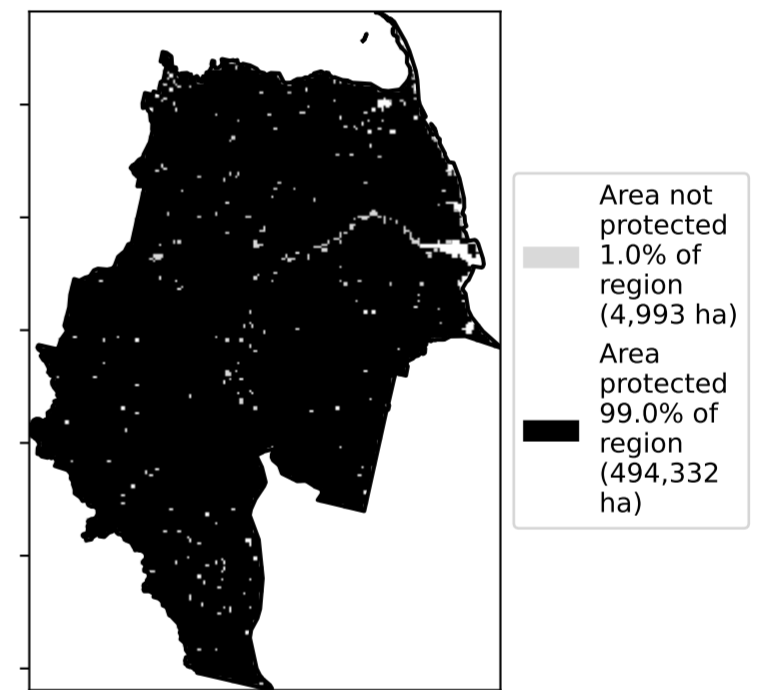 Area not
protected
1.0% of
region
(4,993 ha)
Area
protected
99.0% of
region
(494,332
ha)